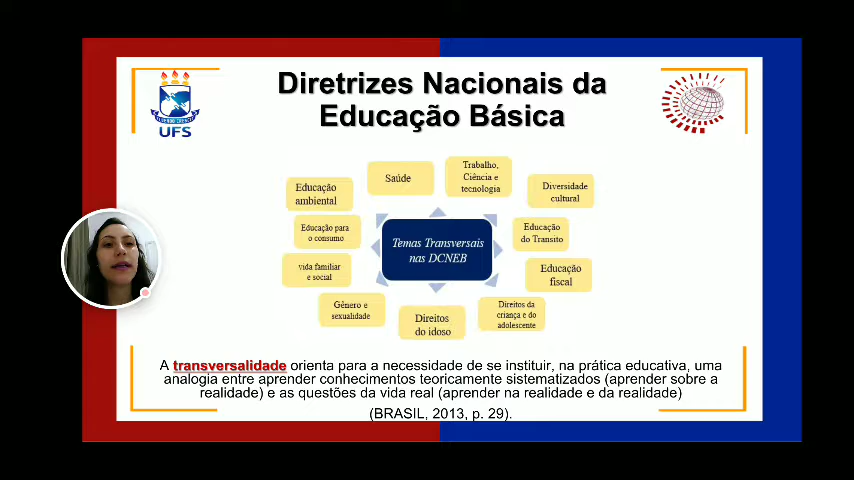 Diretrizes Nacionais da
Educação Básica
UFS
Saúde
Trabalho,
Ciência e
tecnologia
Educação
ambiental
Diversidade
cultural
Educação para
o consumo
Educação
do Transito
Temas Transversais
nas DCNEB
vida familiar
e social
Educação
fiscal
Gênero e
sexualidade
Direitos
do idoso
Direitos da
criança e do
adolescente
A transversalidade orienta para a necessidade de se instituir, na prática educativa, uma
analogia entre aprender conhecimentos teoricamente sistematizados (aprender sobre a
realidade) e as questões da vida real (aprender na realidade e da realidade)
(BRASIL, 2013, p. 29).